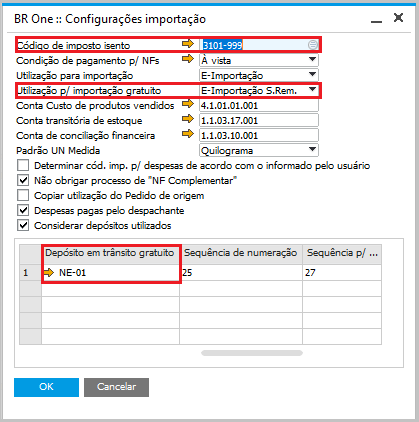 BR One :: Configurações importação
Código de imposto isento 3101-999
Condição de pagamento p/ NFs À vista
Utilização para importação E-Importação
Utilização p/ importação gratuito E-Importação S.Rem.
Conta Custo de produtos vendidos 4.1.01.01.001
Conta transitória de estoque 1.1.03.17.001
Conta de conciliação financeira 1.1.03.10.001
Padrão UN Medida Quilograma
Determinar cód. imp. p/ despesas de acordo com o informado pelo usuário
Não obrigar processo de "NF Complementar"
Copiar utilização do Pedido de origem
Despesas pagas pelo despachante
Considerar depósitos utilizados
Depósito em trânsito gratuito Sequência de numeração Sequência p/ ...
1 NE-01 25 27
OK Cancelar